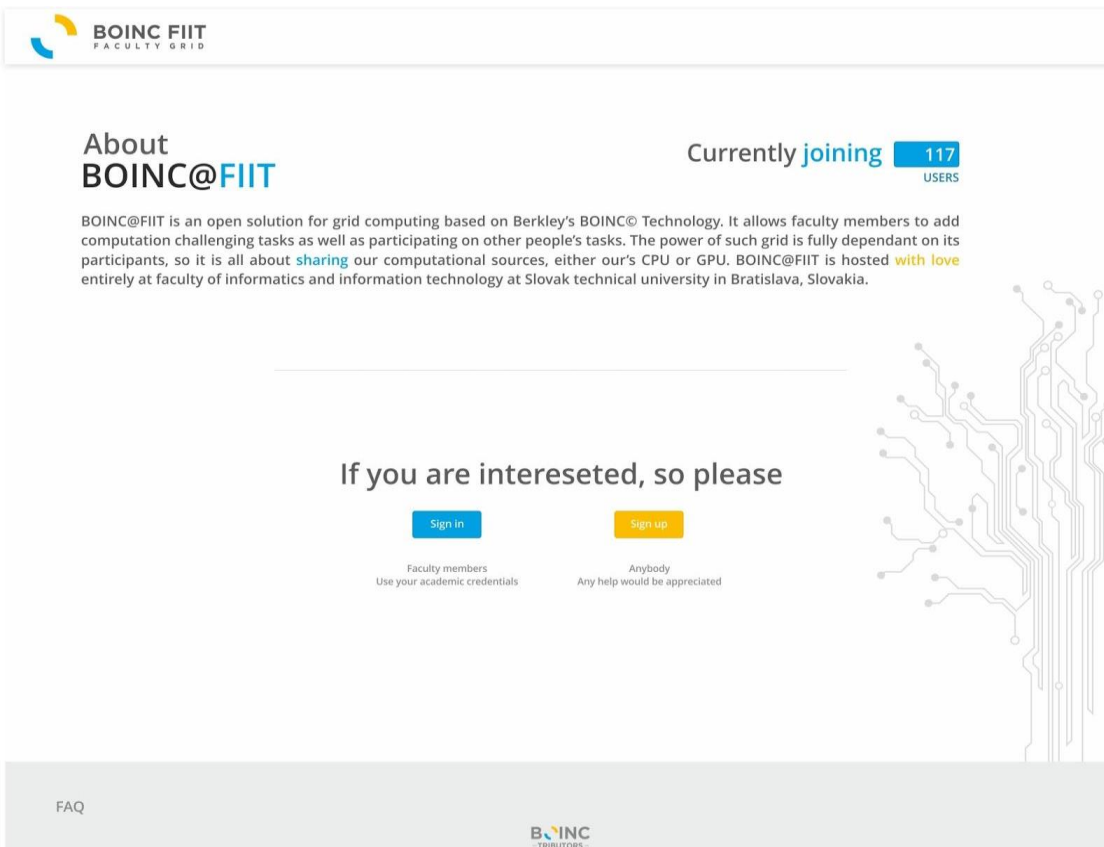 BOINC FIIT
FACULTY GRID
About
BOINC@FIIT
Currently joining 117
USERS
BOINC@FIIT is an open solution for grid computing based on Berkley's BOINC© Technology. It allows faculty members to add
computation challenging tasks as well as participating on other people's tasks. The power of such grid is fully dependant on its
participants, so it is all about sharing our computational sources, either our's CPU or GPU. BOINC@FIIT is hosted with love
entirely at faculty of informatics and information technology at Slovak technical university in Bratislava, Slovakia.
If you are intereseted, so please
Sign in
Sign up
Faculty members
Use your academic credentials
Anybody
Any help would be appreciated
FAQ
BOINC
-TRIBUTORS-